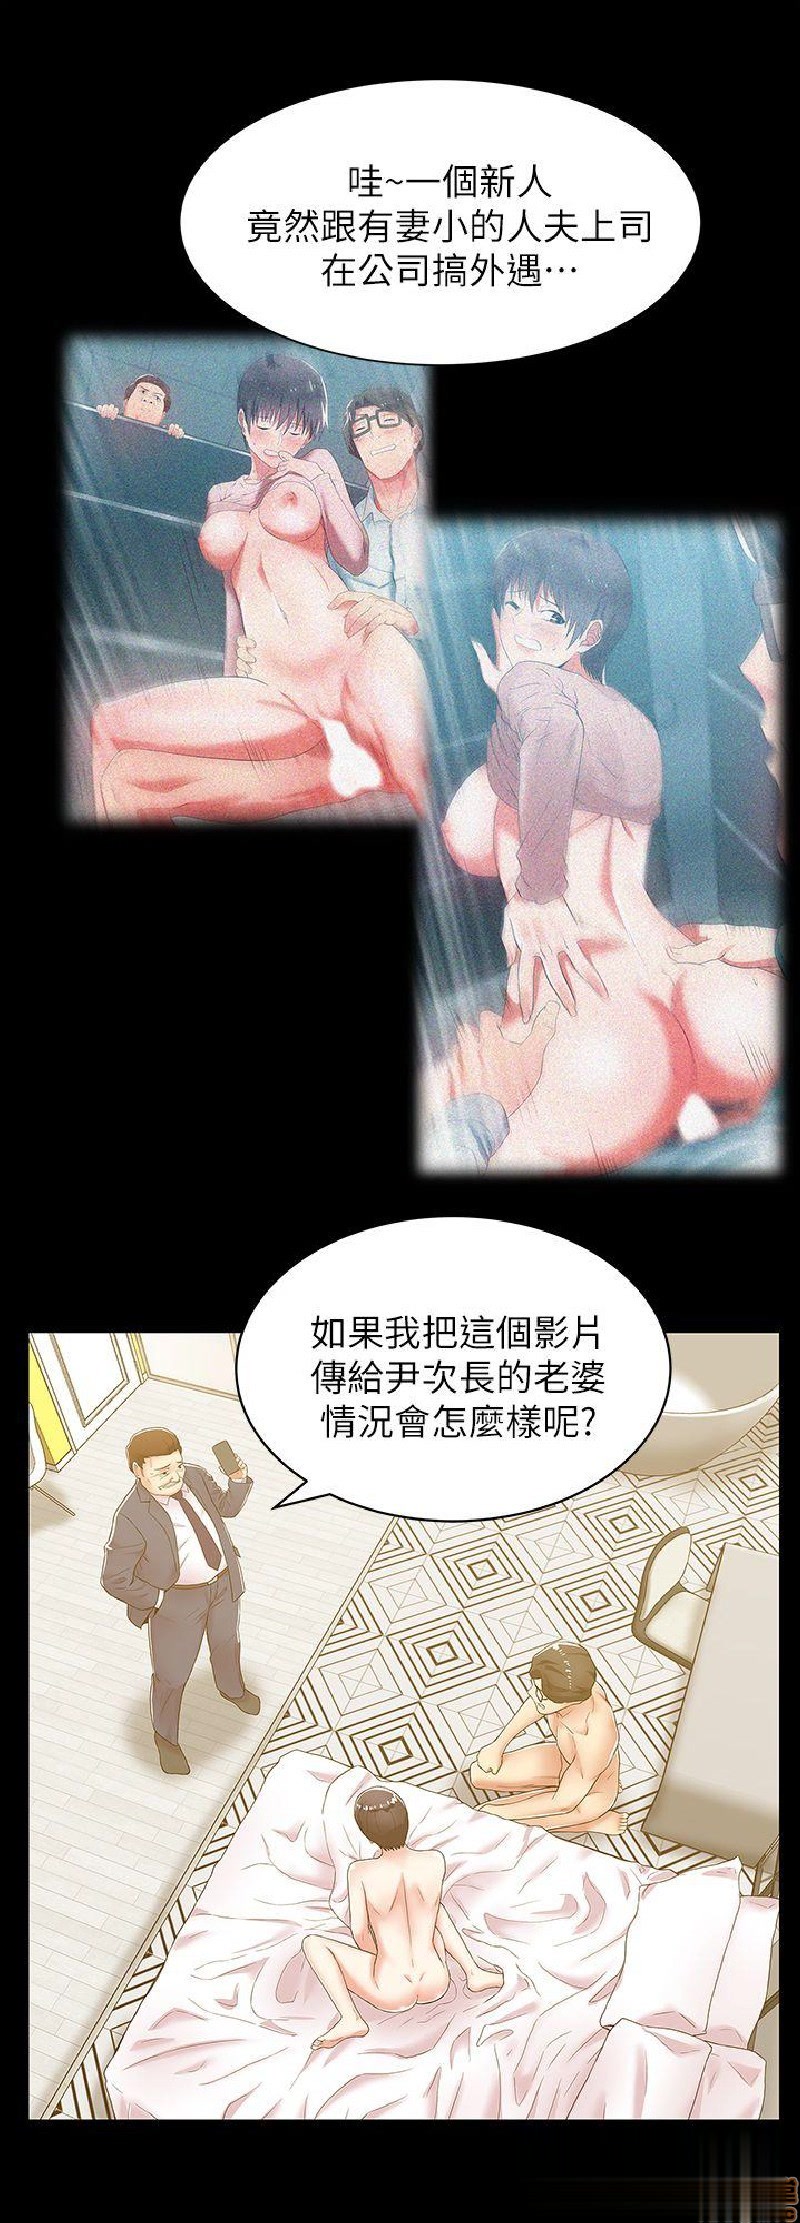 哇~一個新人
竟然跟有妻小的人夫上司
在公司搞外遇…
如果我把這個影片
傳給尹次長的老婆
情況會怎麼樣呢?